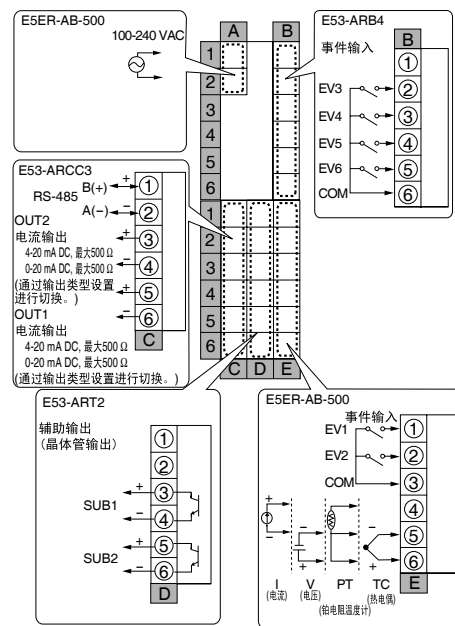 E5ER-AB-500
100-240 VAC
A
B
1
2
3
4
5
6
1
2
3
4
5
6
C D E
E53-ARB4
事件输入
B
①
EV3 ②
EV4 ③
EV5 ④
EV6 ⑤
COM ⑥
E53-ARCC3
RS-485
B(+) + ①
A(−) − ②
OUT2
电流输出
+ ③
4-20 mA DC, 最大500 Ω
0-20 mA DC, 最大500 Ω
− ④
(通过输出类型设置
进行切换。)
+ ⑤
OUT1
− ⑥
电流输出
C
4-20 mA DC, 最大500 Ω
0-20 mA DC, 最大500 Ω
(通过输出类型设置进行切换。)
E53-ART2
辅助输出
(晶体管输出)
①
②
SUB1
+ ③
− ④
SUB2
+ ⑤
− ⑥
D
E5ER-AB-500
事件输入
EV1 ①
EV2 ②
COM ③
④
⑤
⑥
+
−
−
+
−
+
I
(电流)
V
(电压)
PT
(铂电阻温度计)
TC
(热电偶)
E